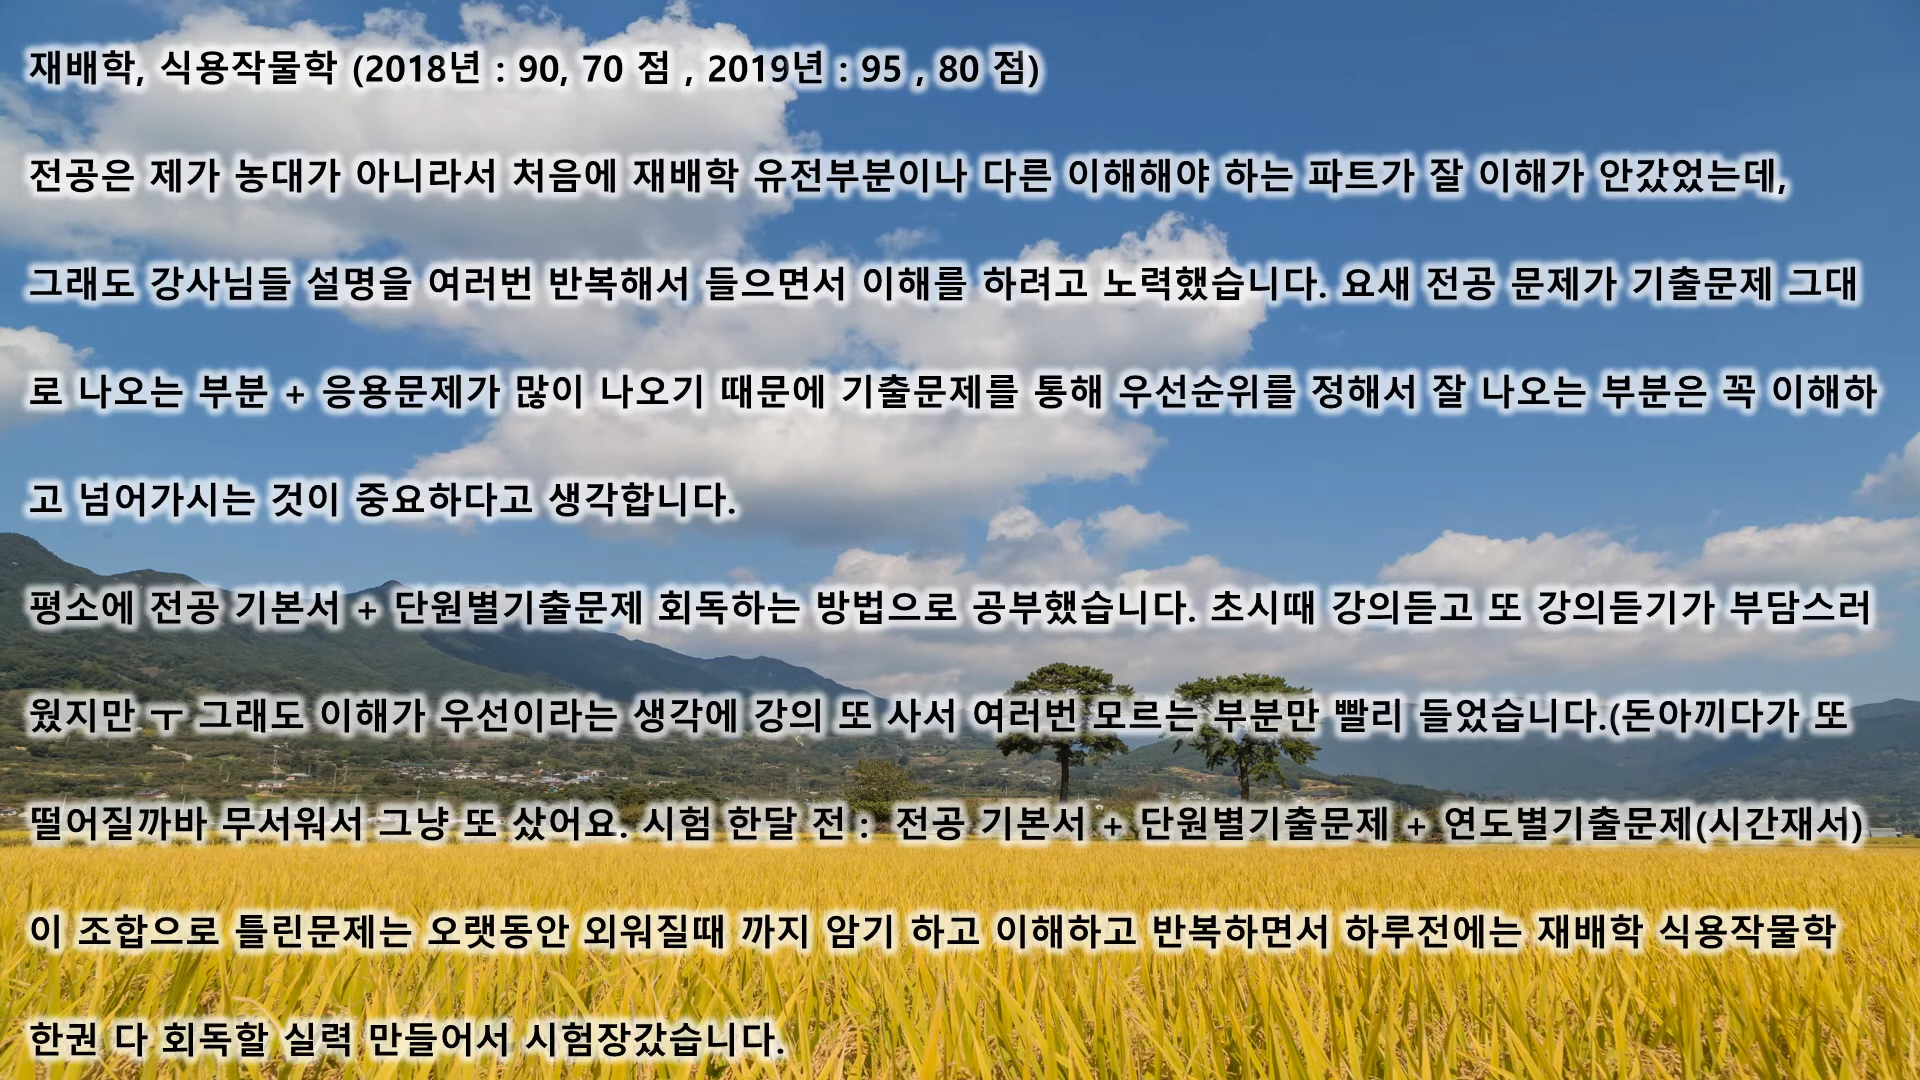 재배학, 식용작물학 (2018년 : 90, 70 점 , 2019년 : 95 , 80 점)
전공은 제가 농대가 아니라서 처음에 재배학 유전부분이나 다른 이해해야 하는 파트가 잘 이해가 안갔었는데,
그래도 강사님들 설명을 여러번 반복해서 들으면서 이해를 하려고 노력했습니다. 요새 전공 문제가 기출문제 그대
로 나오는 부분 + 응용문제가 많이 나오기 때문에 기출문제를 통해 우선순위를 정해서 잘 나오는 부분은 꼭 이해하
고 넘어가시는 것이 중요하다고 생각합니다.
평소에 전공 기본서 + 단원별기출문제 회독하는 방법으로 공부했습니다. 초시때 강의듣고 또 강의듣기가 부담스러
웠지만 ㅜ 그래도 이해가 우선이라는 생각에 강의 또 사서 여러번 모르는 부분만 빨리 들었습니다.(돈아끼다가 또
떨어질까바 무서워서 그냥 또 샀어요. 시험 한달 전 :  전공 기본서 + 단원별기출문제 + 연도별기출문제(시간재서)
이 조합으로 틀린문제는 오랫동안 외워질때 까지 암기 하고 이해하고 반복하면서 하루전에는 재배학 식용작물학
한권 다 회독할 실력 만들어서 시험장갔습니다.